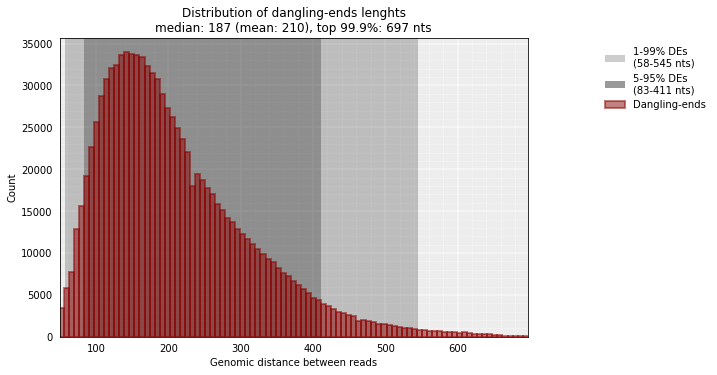 Distribution of dangling-ends lenghts
median: 187 (mean: 210), top 99.9%: 697 nts
35000
30000
25000
20000
15000
10000
5000
0
Count
100 200 300 400 500 600
Genomic distance between reads
1-99% DEs
(58-545 nts)
5-95% DEs
(83-411 nts)
Dangling-ends